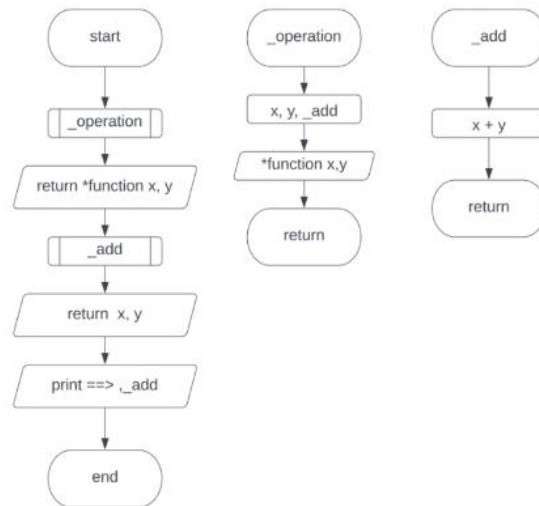 start
_operation
return *function x, y
_add
return x, y
print ==> ,_add
end
_operation
x, y, _add
*function x,y
return
_add
x + y
return